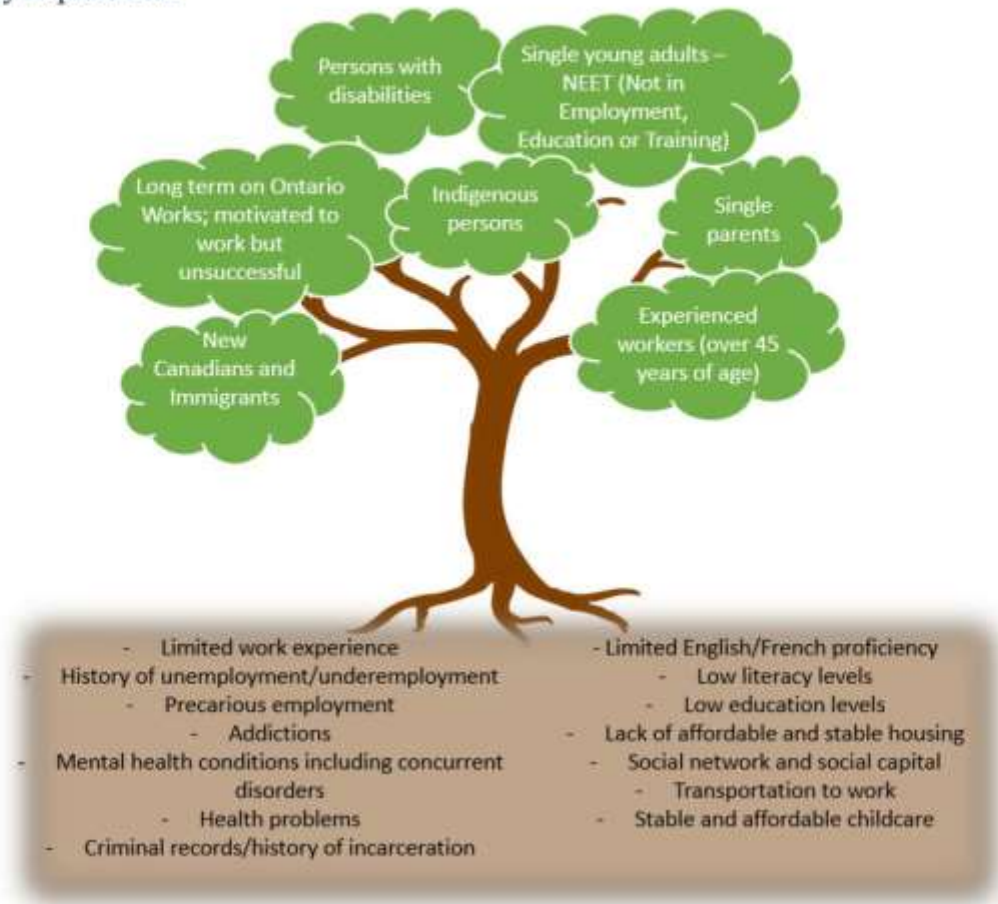 Persons with
disabilities
Single young adults –
NEET (Not in
Employment,
Education or Training)
Long term on Ontario
Works; motivated to
work but
unsuccessful
Indigenous
persons
Single
parents
New
Canadians and
Immigrants
Experienced
workers (over 45
years of age)
- Limited work experience
- History of unemployment/underemployment
- Precarious employment
- Addictions
- Mental health conditions including concurrent
disorders
- Health problems
- Criminal records/history of incarceration
- Limited English/French proficiency
- Low literacy levels
- Low education levels
- Lack of affordable and stable housing
- Social network and social capital
- Transportation to work
- Stable and affordable childcare